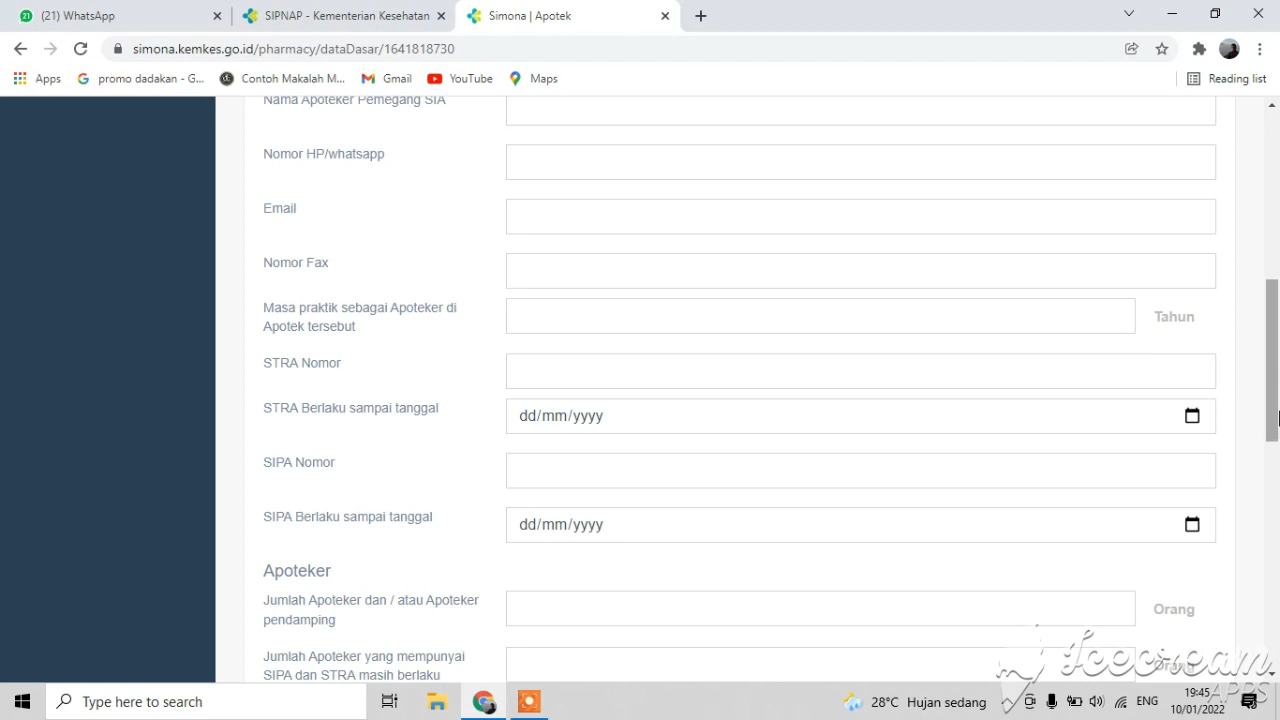 21 (21) WhatsApp
SIPNAP - Kementerian Kesehatan
Simona | Apotek
simona.kemkes.go.id/pharmacy/dataDasar/1641818730
Apps
promo dadakan - G...
Contoh Makalah M...
Gmail
YouTube
Maps
Reading list
Nama Apoteker Pemegang SIA
Nomor HP/whatsapp
Email
Nomor Fax
Masa praktik sebagai Apoteker di
Apotek tersebut
Tahun
STRA Nomor
STRA Berlaku sampai tanggal
dd/mm/yyyy
SIPA Nomor
SIPA Berlaku sampai tanggal
dd/mm/yyyy
Apoteker
Jumlah Apoteker dan / atau Apoteker
pendamping
Orang
Jumlah Apoteker yang mempunyai
SIPA dan STRA masih berlaku
Orang
Icecream
APPS
Type here to search
28°C Hujan sedang
ENG
19:45
10/01/2022